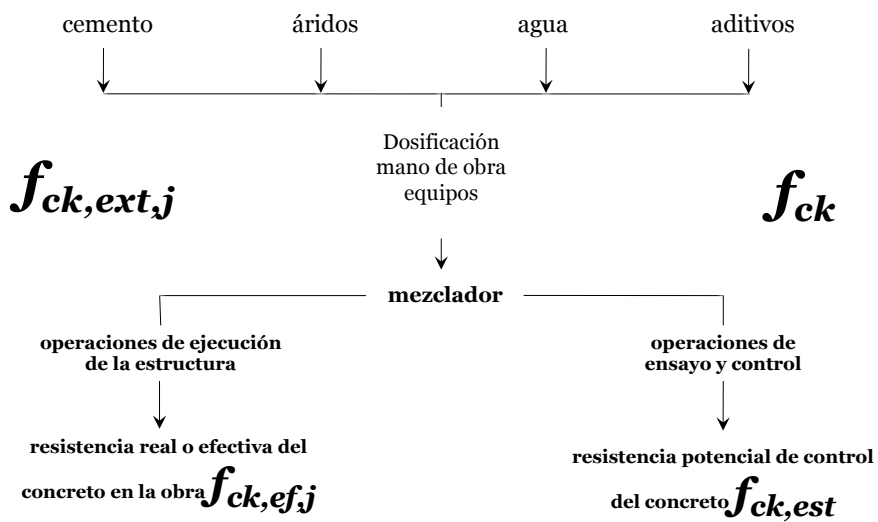 cemento áridos agua aditivos
Dosificación
mano de obra
equipos
fck,ext,j
fck
mezclador
operaciones de ejecución
de la estructura
operaciones de
ensayo y control
resistencia real o efectiva del
concreto en la obra fck,ef,j
resistencia potencial de control
del concreto fck,est